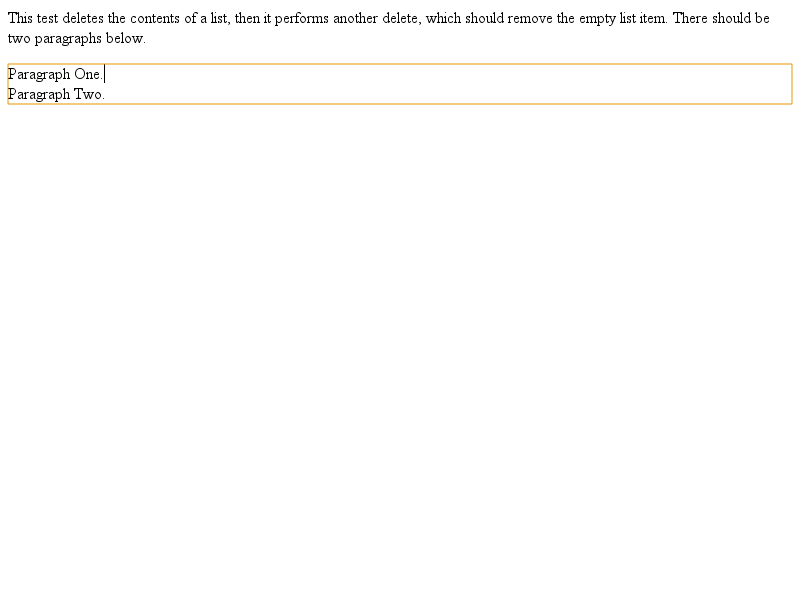 This test deletes the contents of a list, then it performs another delete, which should remove the empty list item. There should be
two paragraphs below.
Paragraph One.
Paragraph Two.